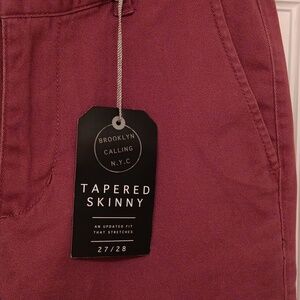 BROOKLYN
CALLING
N.Y.C
TAPERED
SKINNY
AN UPDATED FIT
THAT STRETCHES
27/28